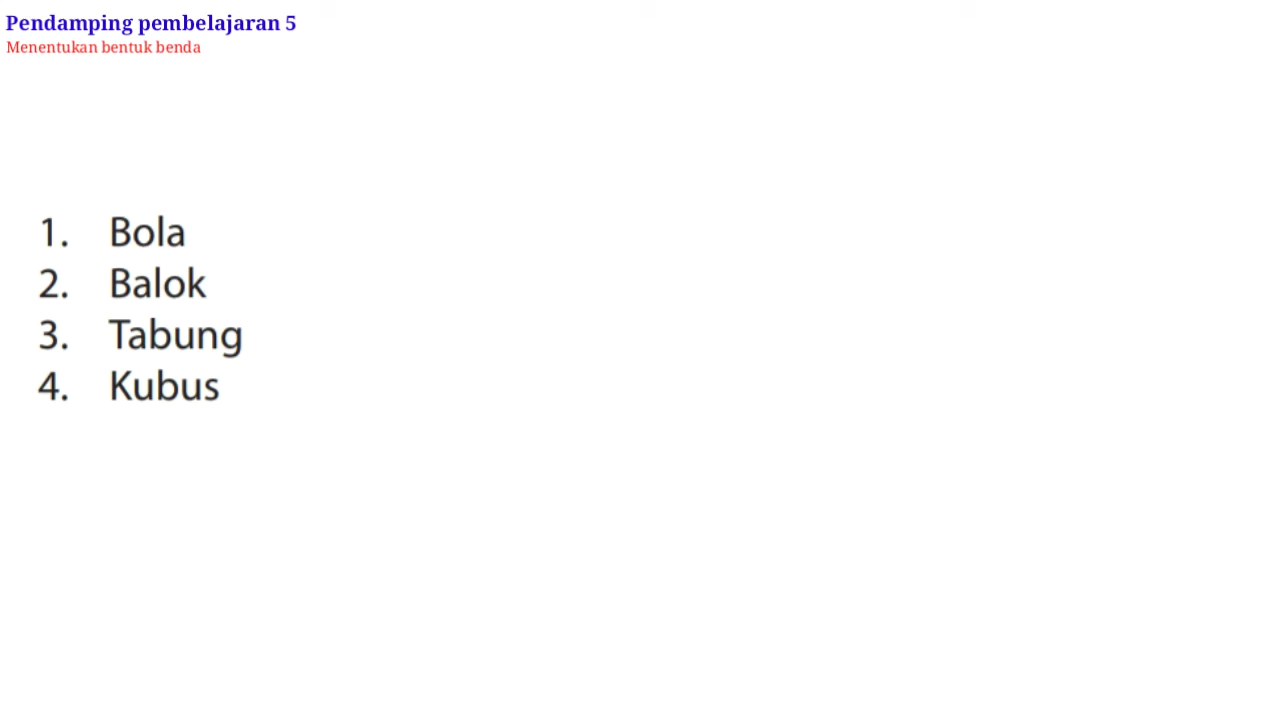 Pendamping pembelajaran 5
Menentukan bentuk benda
1. Bola
2. Balok
3. Tabung
4. Kubus